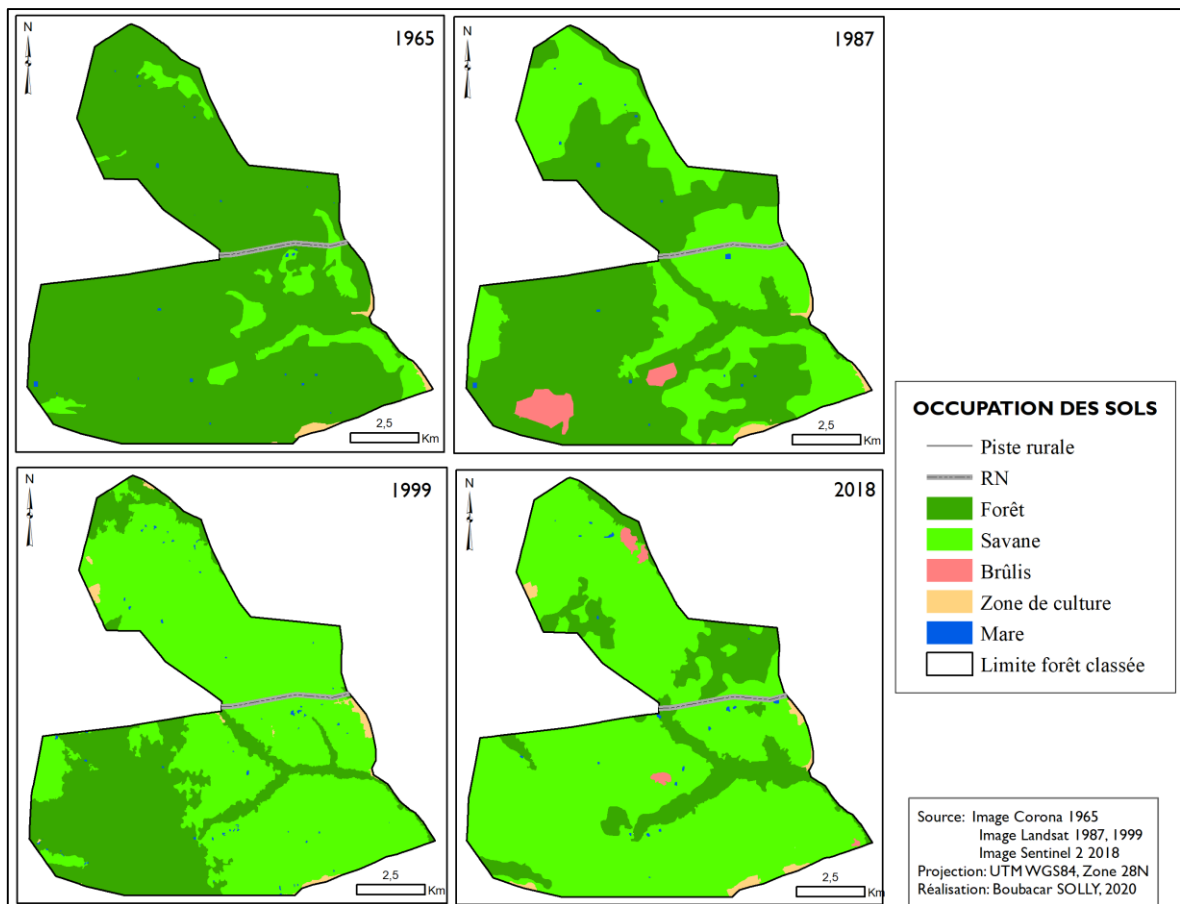 N
1965
2,5
Km
N
1987
2,5
Km
N
1999
2,5
Km
N
2018
2,5
Km
OCCUPATION DES SOLS
Piste rurale
RN
Forêt
Savane
Brûlis
Zone de culture
Mare
Limite forêt classée
Source: Image Corona 1965
Image Landsat 1987, 1999
Image Sentinel 2 2018
Projection: UTM WGS84, Zone 28N
Réalisation: Boubacar SOLLY, 2020